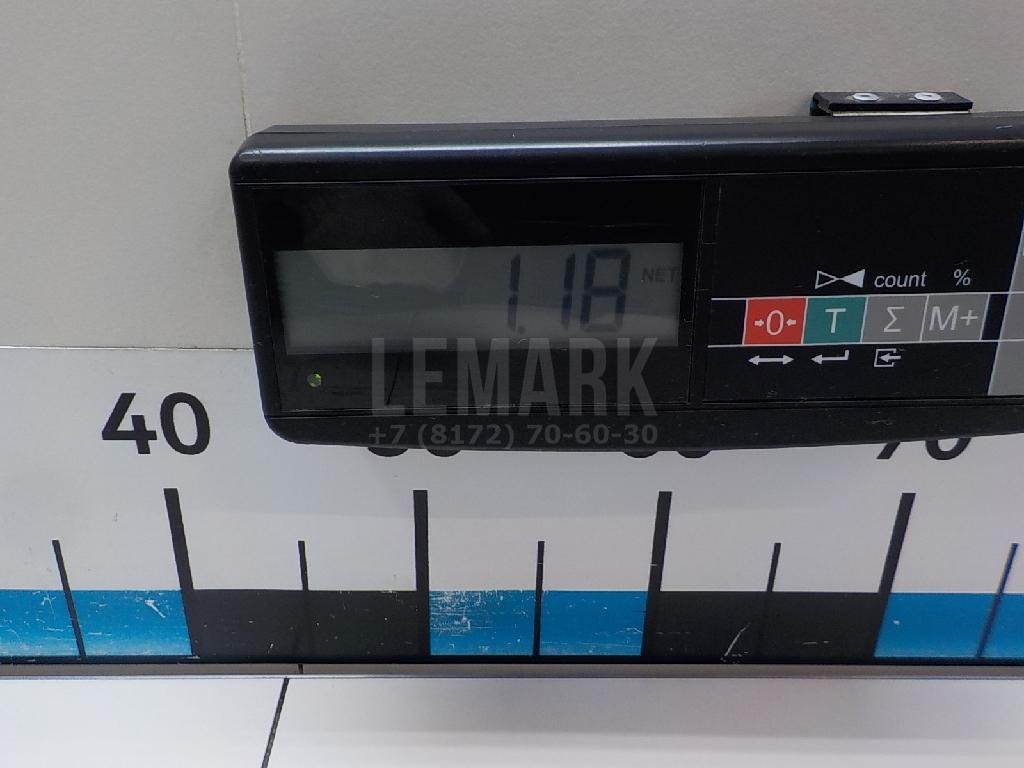 1.18 NET
count %
→0← T Σ M+
LEMARK
+7 (8172) 70-60-30
40
70